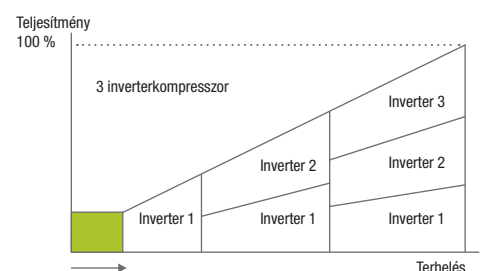 Teljesítmény
100 %
3 inverterkompresszor
Inverter 3
Inverter 2
Inverter 2
Inverter 1
Inverter 1
Inverter 1
Terhelés